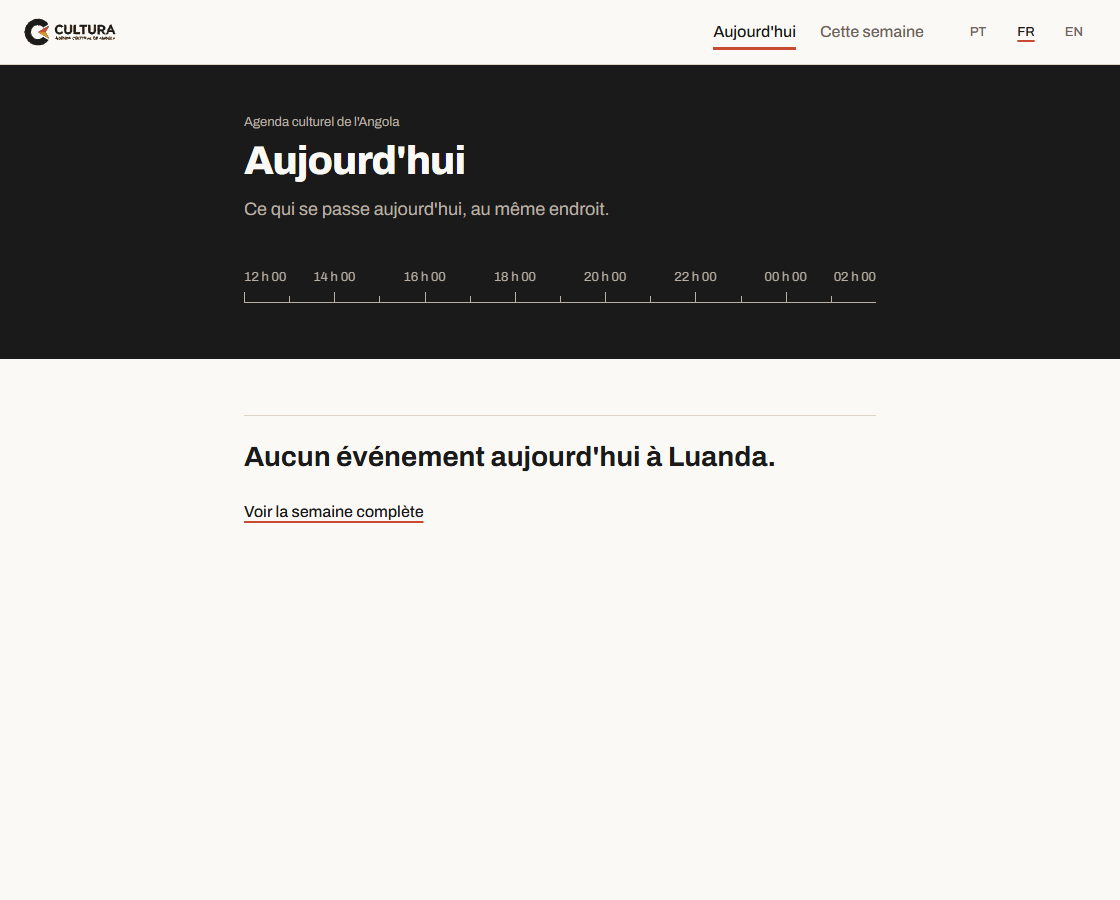 CULTURA
Aujourd'hui Cette semaine PT FR EN
Agenda culturel de l'Angola
Aujourd'hui
Ce qui se passe aujourd'hui, au même endroit.
12 h 00 14 h 00 16 h 00 18 h 00 20 h 00 22 h 00 00 h 00 02 h 00
Aucun événement aujourd'hui à Luanda.
Voir la semaine complète